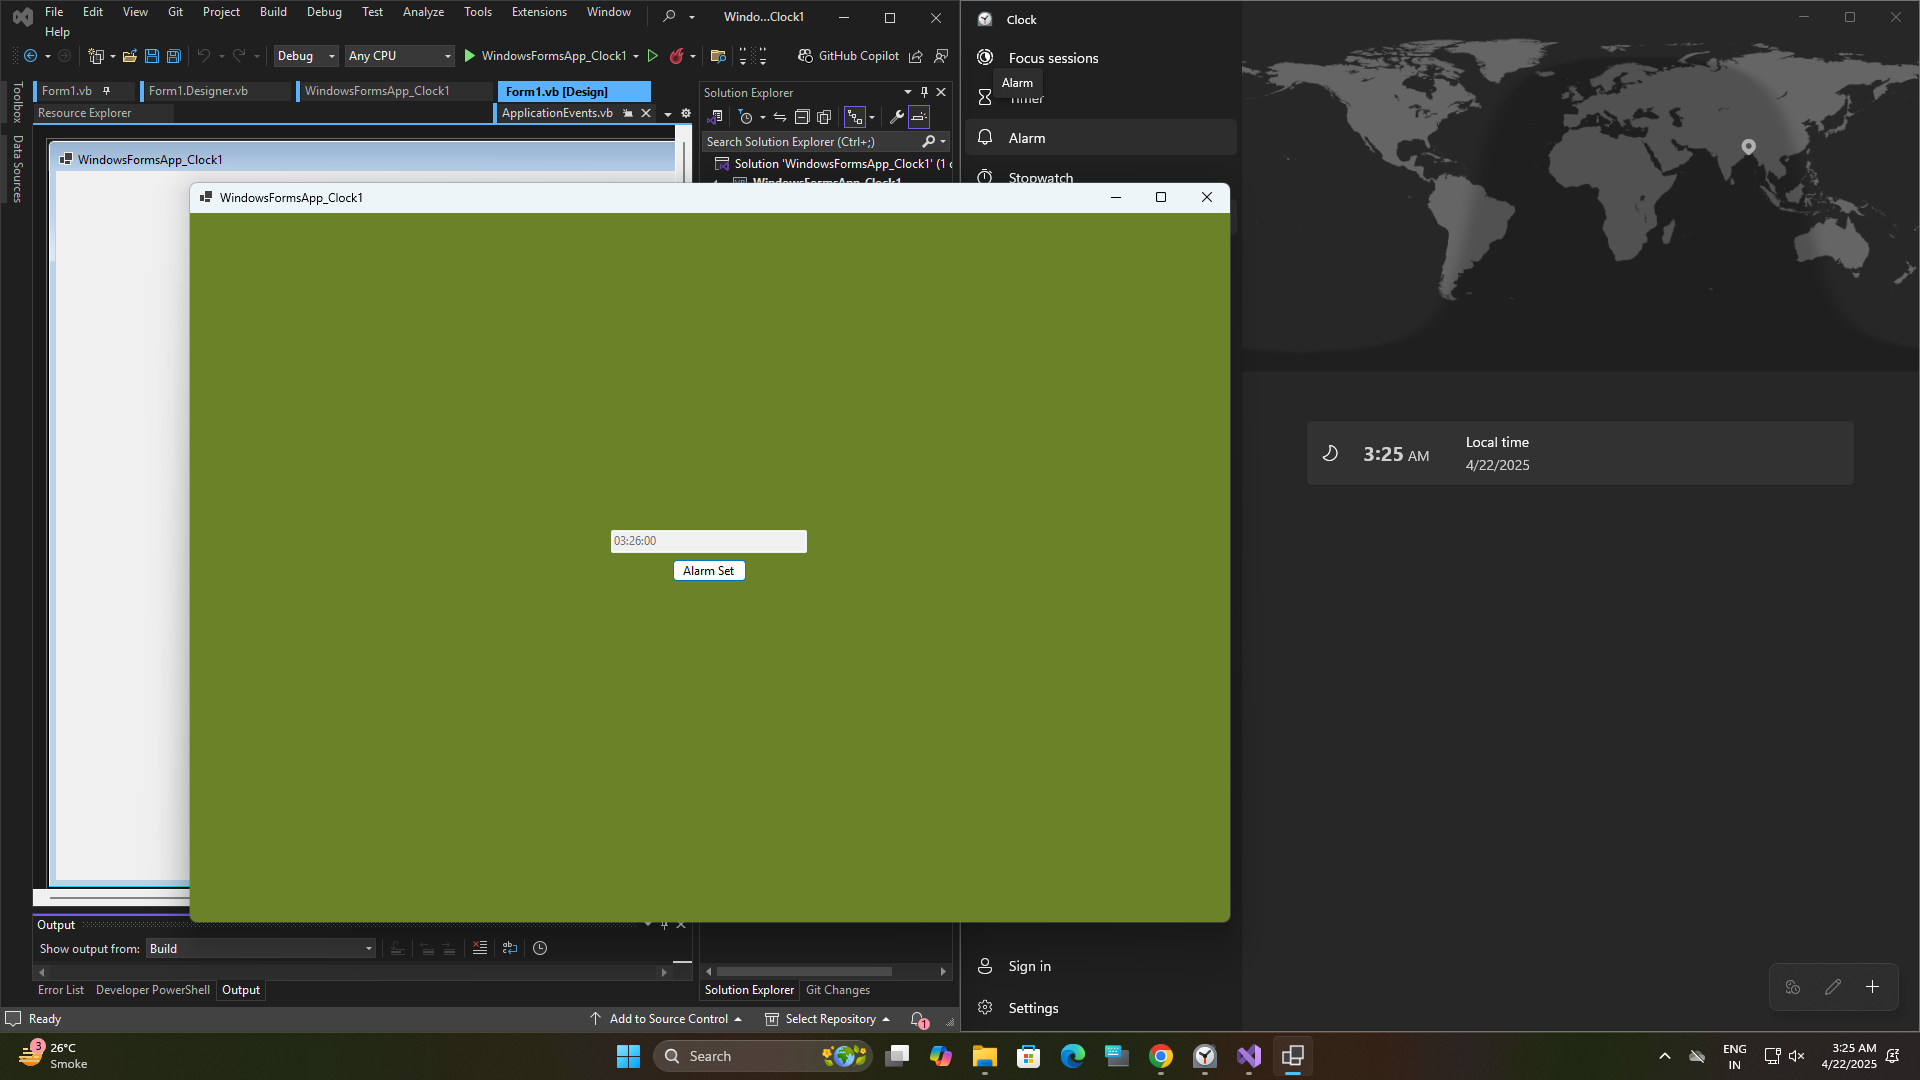 File Edit View Git Project Build Debug Test Analyze Tools Extensions Window
Help
Windo...Clock1
Debug Any CPU WindowsFormsApp_Clock1 GitHub Copilot
Toolbox
Data Sources
Form1.vb Form1.Designer.vb WindowsFormsApp_Clock1 Form1.vb [Design]
Resource Explorer ApplicationEvents.vb
WindowsFormsApp_Clock1
Solution Explorer
Search Solution Explorer (Ctrl+;)
Solution 'WindowsFormsApp_Clock1' (1
WindowsFormsApp_Clock1
WindowsFormsApp_Clock1
03:26:00
Alarm Set
Output
Show output from: Build
Error List Developer PowerShell Output
Solution Explorer Git Changes
Ready
Add to Source Control Select Repository 1
Clock
Focus sessions
Alarm
Timer
Alarm
Stopwatch
3:25 AM
Local time
4/22/2025
Sign in
Settings
3
26°C
Smoke
Search
ENG
IN
3:25 AM
4/22/2025